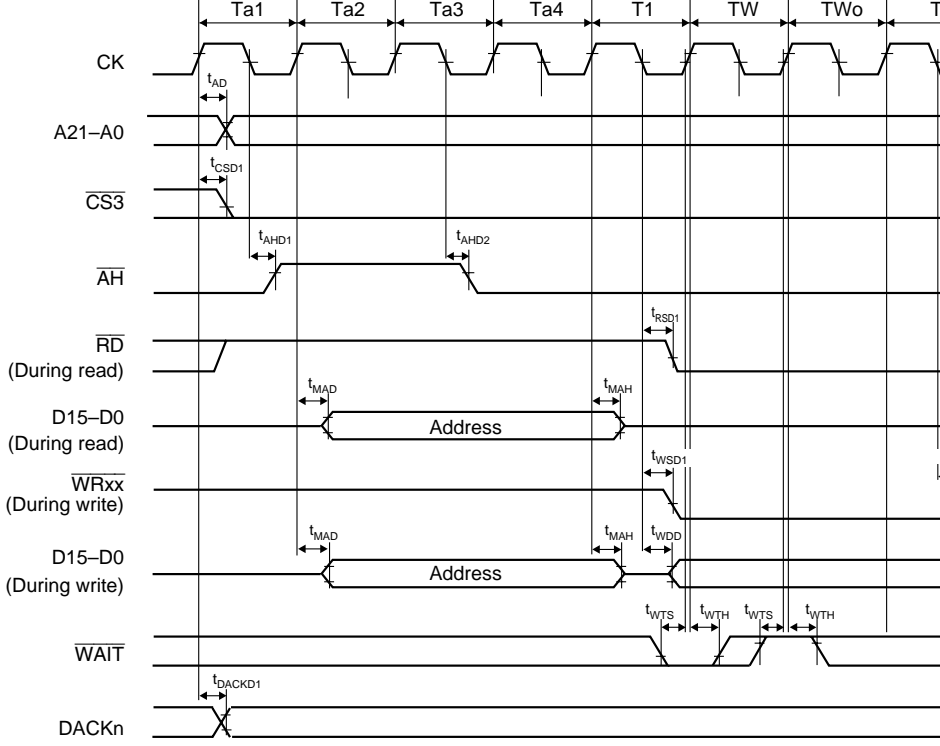 Ta1 Ta2 Ta3 Ta4 T1 TW TWo T
CK
tAD
A21–A0
tCSD1
CS3
tAHD1 tAHD2
AH
tRSD1
RD
(During read)
tMAD tMAH
D15–D0
Address
(During read)
tWSD1
WRxx
(During write)
tMAD tMAH tWDD
D15–D0
Address
(During write)
tWTS tWTH tWTS tWTH
WAIT
tDACKD1
DACKn